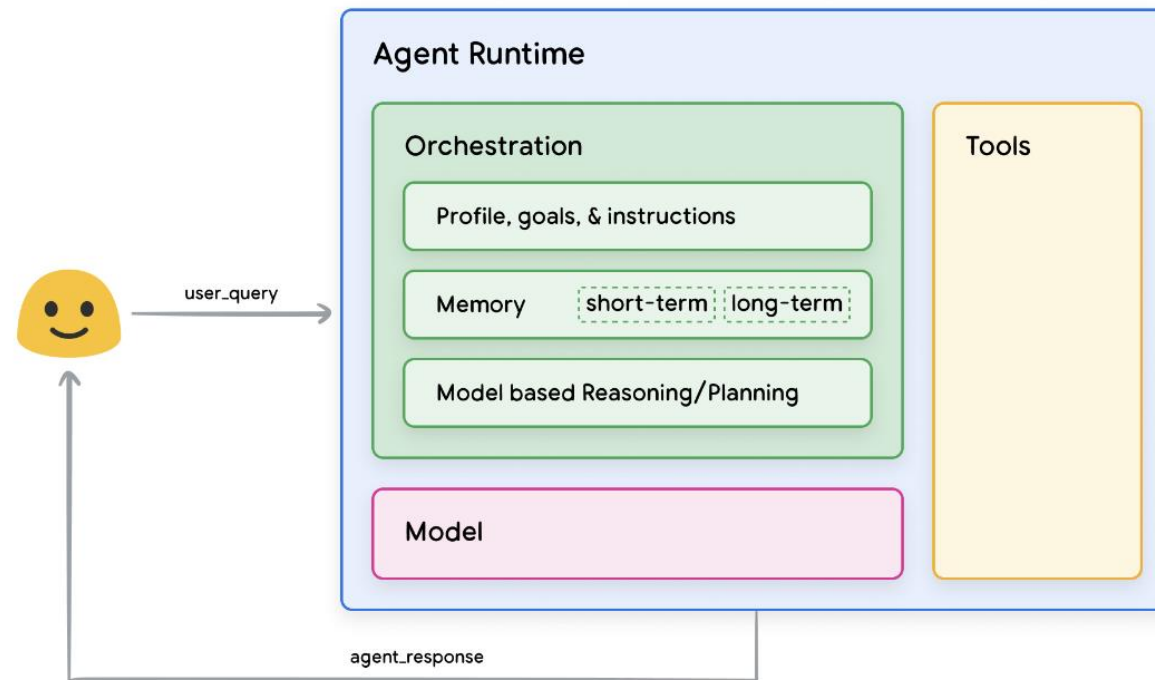 Agent Runtime
Orchestration
Tools
Profile, goals, & instructions
user_query
Memory short-term long-term
Model based Reasoning/Planning
Model
agent_response